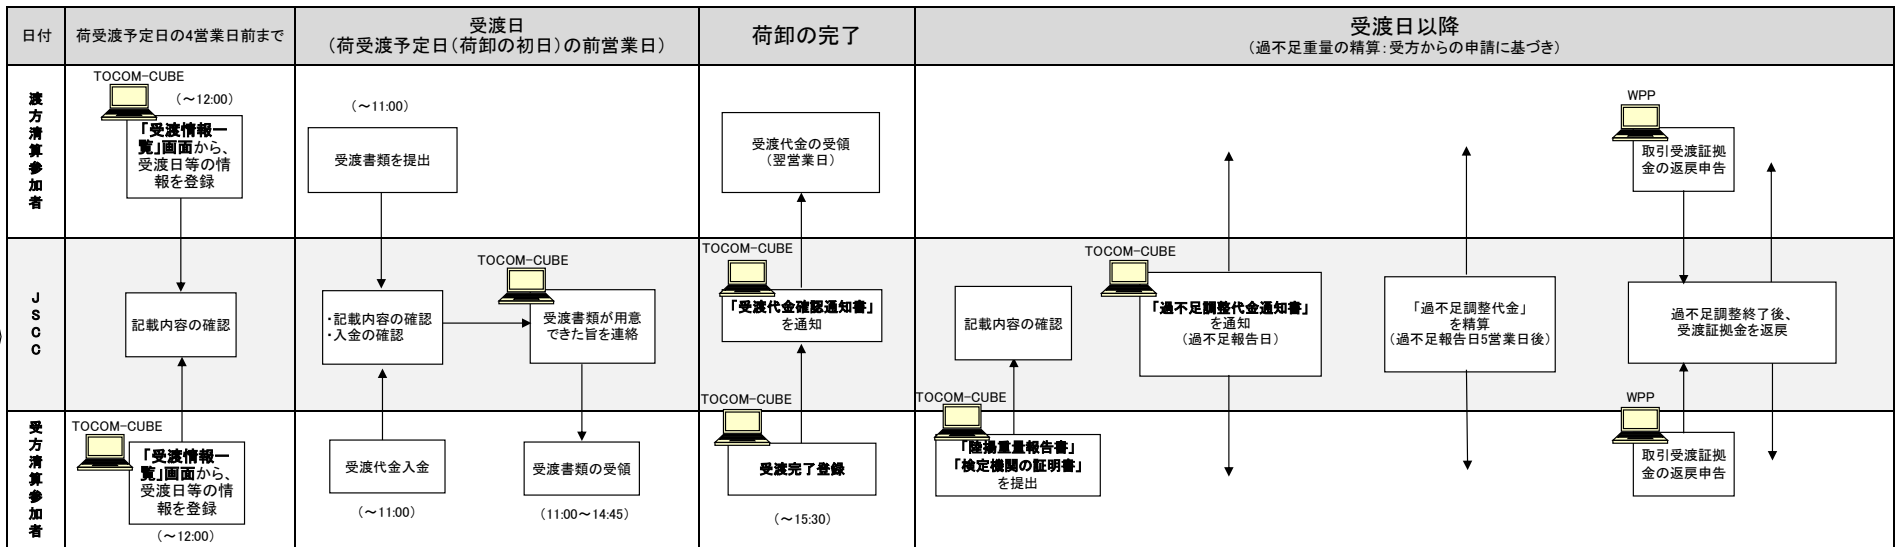 日付
荷受渡予定日の4営業日前まで
受渡日
（荷受渡予定日（荷卸の初日）の前営業日）
荷卸の完了
受渡日以降
（過不足重量の精算：受方からの申請に基づき）
渡方清算参加者
TOCOM-CUBE
（～12:00）
「受渡情報一
覧」画面から、
受渡日等の情
報を登録
（～11:00）
受渡書類を提出
受渡代金の受領
（翌営業日）
WPP
取引受渡証拠
金の返戻申告
JSCC
記載内容の確認
・記載内容の確認
・入金の確認
TOCOM-CUBE
受渡書類が用意
できた旨を連絡
TOCOM-CUBE
「受渡代金確認通知書」
を通知
記載内容の確認
TOCOM-CUBE
「過不足調整代金通知書」
を通知
（過不足報告日）
「過不足調整代金」
を精算
（過不足報告日5営業日後）
過不足調整終了後、
受渡証拠金を返戻
受方清算参加者
TOCOM-CUBE
「受渡情報一
覧」画面から、
受渡日等の情
報を登録
（～12:00）
受渡代金入金
（～11:00）
受渡書類の受領
（11:00～14:45）
TOCOM-CUBE
受渡完了登録
（～15:30）
TOCOM-CUBE
「陸揚重量報告書」
「検定機関の証明書」
を提出
WPP
取引受渡証拠
金の返戻申告